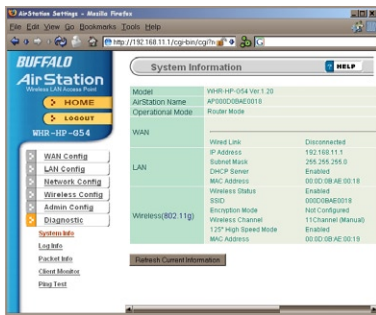 AirStation Settings - Mozilla Firefox
File Edit View Go Bookmarks Tools Help
http://192.168.11.1/cgi-bin/cgi?
BUFFALO
AirStation
Wireless LAN Access Point
HOME
LOGOUT
WHR-HP-G54
WAN Config
LAN Config
Network Config
Wireless Config
Admin Config
Diagnostic
System Info
Log Info
Packet Info
Client Monitor
Ping Test
System Information
HELP
Model WHR-HP-G54 Ver.1.20
AirStation Name AP000D0BAE0018
Operational Mode Router Mode
WAN
Wired Link Disconnected
LAN
IP Address 192.168.11.1
Subnet Mask 255.255.255.0
DHCP Server Enabled
MAC Address 00:0D:0B:AE:00:18
Wireless(802.11g)
Wireless Status Enabled
SSID 000D0BAE0018
Encryption Mode Not Configured
Wireless Channel 11Channel (Manual)
125* High Speed Mode Enabled
MAC Address 00:0D:0B:AE:00:18
Refresh Current Information